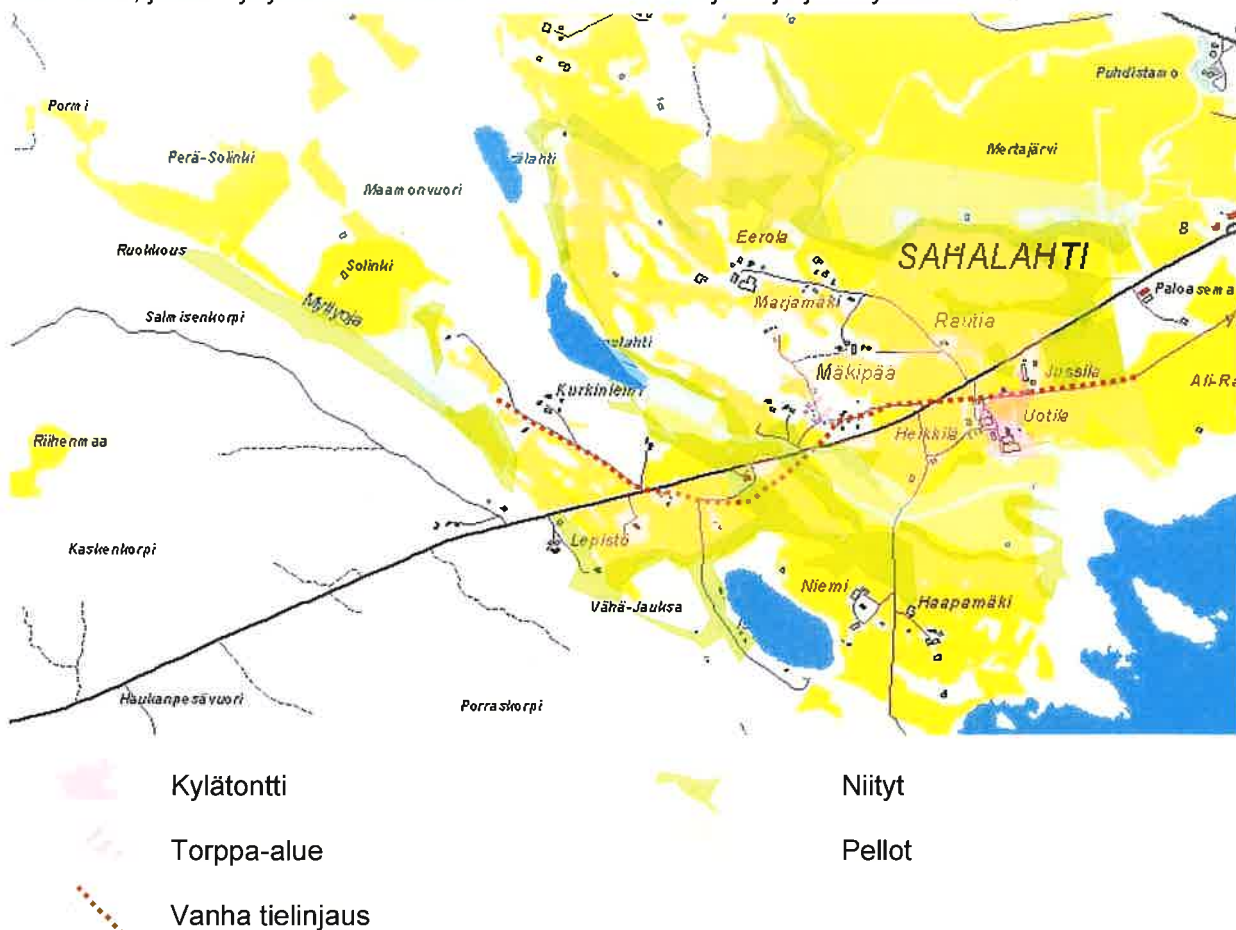 Pormi
Puhdistamo
Perä-Solinki
Mertajärvi
Maamonvuori
Eerola
SAHALAHTI
Ruokkous
Solinki
Marjamäki
Paloasema
Myllyoja
Salmisenkorpi
Rautia
Mäkipää
Jussila
Kurkiniemi
Uotila
Riihenmaa
Heikkilä
Lepistö
Kaskenkorpi
Niemi
Haapamäki
Vähä-Jauksa
Haukanpesävuori
Porraskorpi
Kylätontti
Niityt
Torppa-alue
Pellot
Vanha tielinjaus